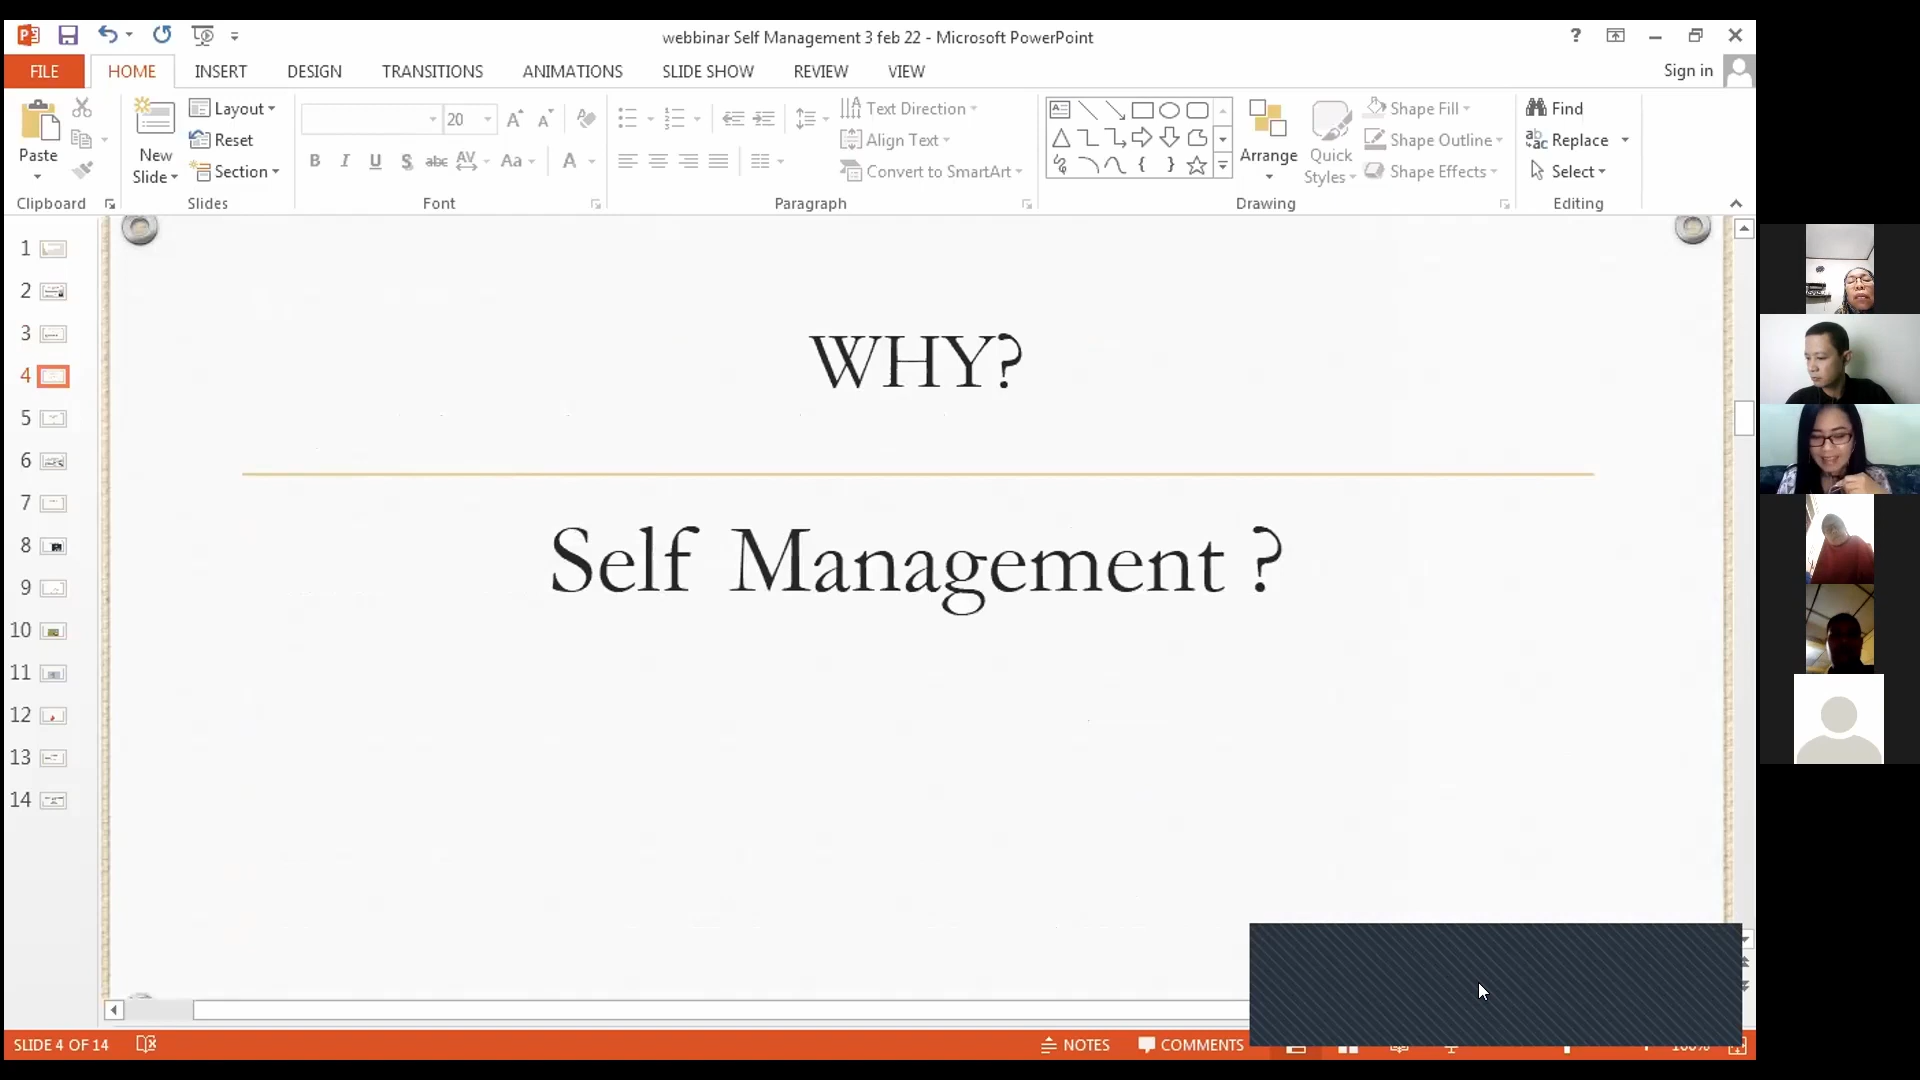 webbinar Self Management 3 feb 22 - Microsoft PowerPoint
?
FILE
HOME
INSERT
DESIGN
TRANSITIONS
ANIMATIONS
SLIDE SHOW
REVIEW
VIEW
Sign in
Paste
Clipboard
New
Slide
Layout
Reset
Section
Slides
20
B I U S abc AV Aa A
Font
Text Direction
Align Text
Convert to SmartArt
Paragraph
Arrange
Quick
Styles
Shape Fill
Shape Outline
Shape Effects
Drawing
Find
Replace
Select
Editing
1
2
3
4
5
6
7
8
9
10
11
12
13
14
WHY?
Self Management ?
SLIDE 4 OF 14
NOTES
COMMENTS